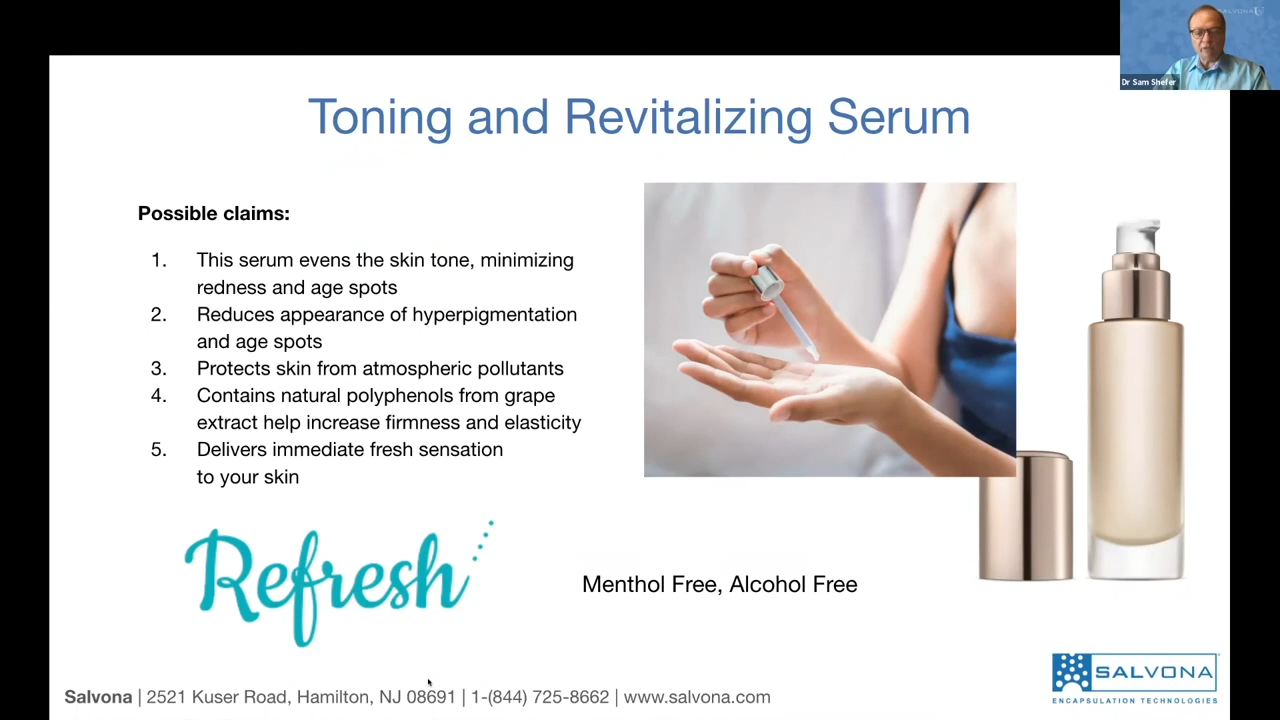 SALVONA
Dr Sam Shefer
Toning and Revitalizing Serum
Possible claims:
1. This serum evens the skin tone, minimizing
redness and age spots
2. Reduces appearance of hyperpigmentation
and age spots
3. Protects skin from atmospheric pollutants
4. Contains natural polyphenols from grape
extract help increase firmness and elasticity
5. Delivers immediate fresh sensation
to your skin
Refresh
Menthol Free, Alcohol Free
Salvona | 2521 Kuser Road, Hamilton, NJ 08691 | 1-(844) 725-8662 | www.salvona.com
SALVONA
ENCAPSULATION TECHNOLOGIES